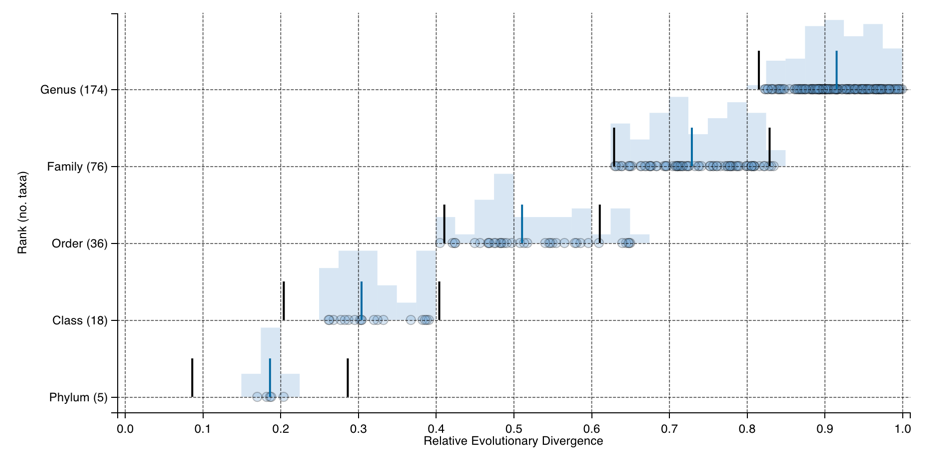 Rank (no. taxa)
Genus (174)
Family (76)
Order (36)
Class (18)
Phylum (5)
0.0 0.1 0.2 0.3 0.4 0.5 0.6 0.7 0.8 0.9 1.0
Relative Evolutionary Divergence